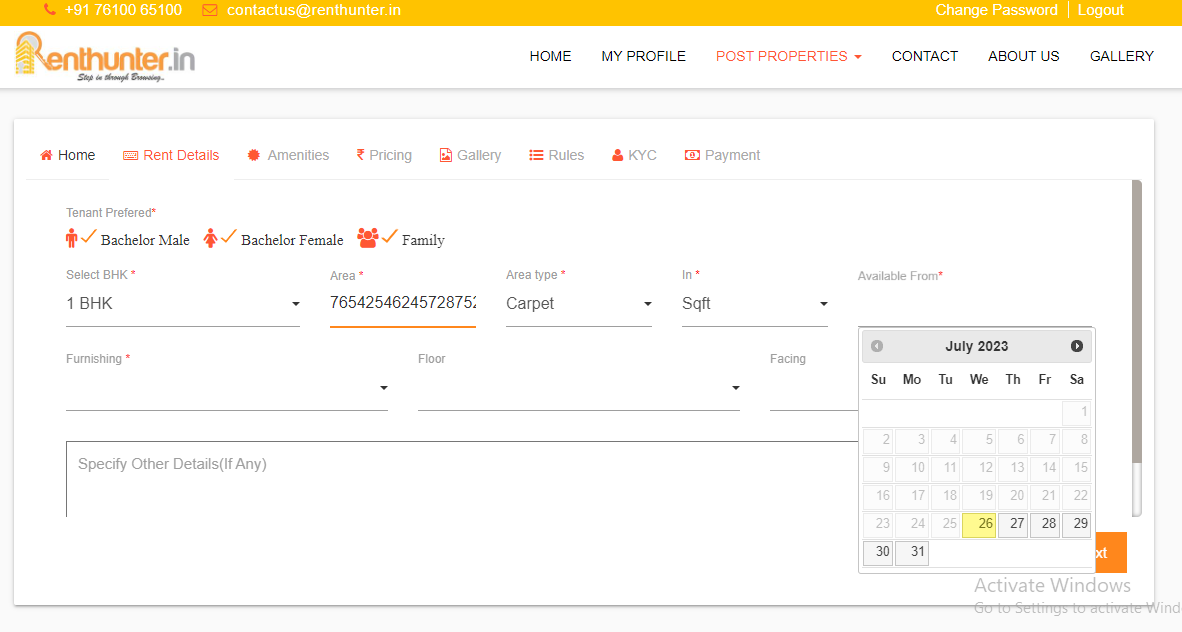 +91 76100 65100 contactus@renthunter.in Change Password Logout
Renthunter.in
Step in through Browsing..
HOME MY PROFILE POST PROPERTIES CONTACT ABOUT US GALLERY
Home Rent Details Amenities ₹ Pricing Gallery Rules KYC Payment
Tenant Prefered*
Bachelor Male Bachelor Female Family
Select BHK * Area * Area type * In * Available From*
1 BHK 76542546245728752 Carpet Sqft
Furnishing * Floor Facing
July 2023
Su Mo Tu We Th Fr Sa
1
2 3 4 5 6 7 8
9 10 11 12 13 14 15
16 17 18 19 20 21 22
23 24 25 26 27 28 29
30 31
Specify Other Details(If Any)
xt
Activate Windows
Go to Settings to activate Wind